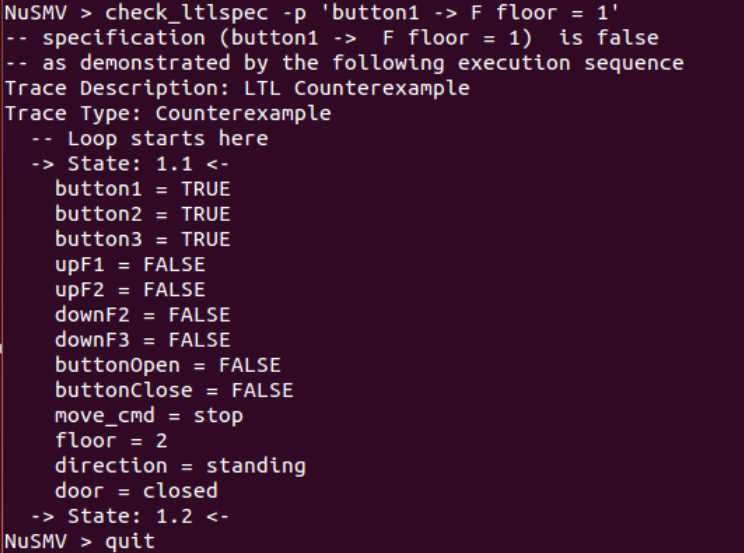 NuSMV > check_ltlspec -p 'button1 -> F floor = 1'
-- specification (button1 ->  F floor = 1)  is false
-- as demonstrated by the following execution sequence
Trace Description: LTL Counterexample
Trace Type: Counterexample
  -- Loop starts here
  -> State: 1.1 <-
    button1 = TRUE
    button2 = TRUE
    button3 = TRUE
    upF1 = FALSE
    upF2 = FALSE
    downF2 = FALSE
    downF3 = FALSE
    buttonOpen = FALSE
    buttonClose = FALSE
    move_cmd = stop
    floor = 2
    direction = standing
    door = closed
  -> State: 1.2 <-
NuSMV > quit